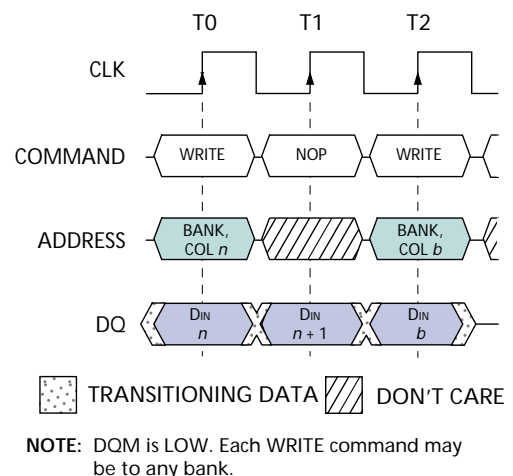 T0 T1 T2
CLK
COMMAND WRITE NOP WRITE
ADDRESS BANK, COL n BANK, COL b
DQ DIN n DIN n + 1 DIN b
TRANSITIONING DATA DON'T CARE
NOTE: DQM is LOW. Each WRITE command may
be to any bank.